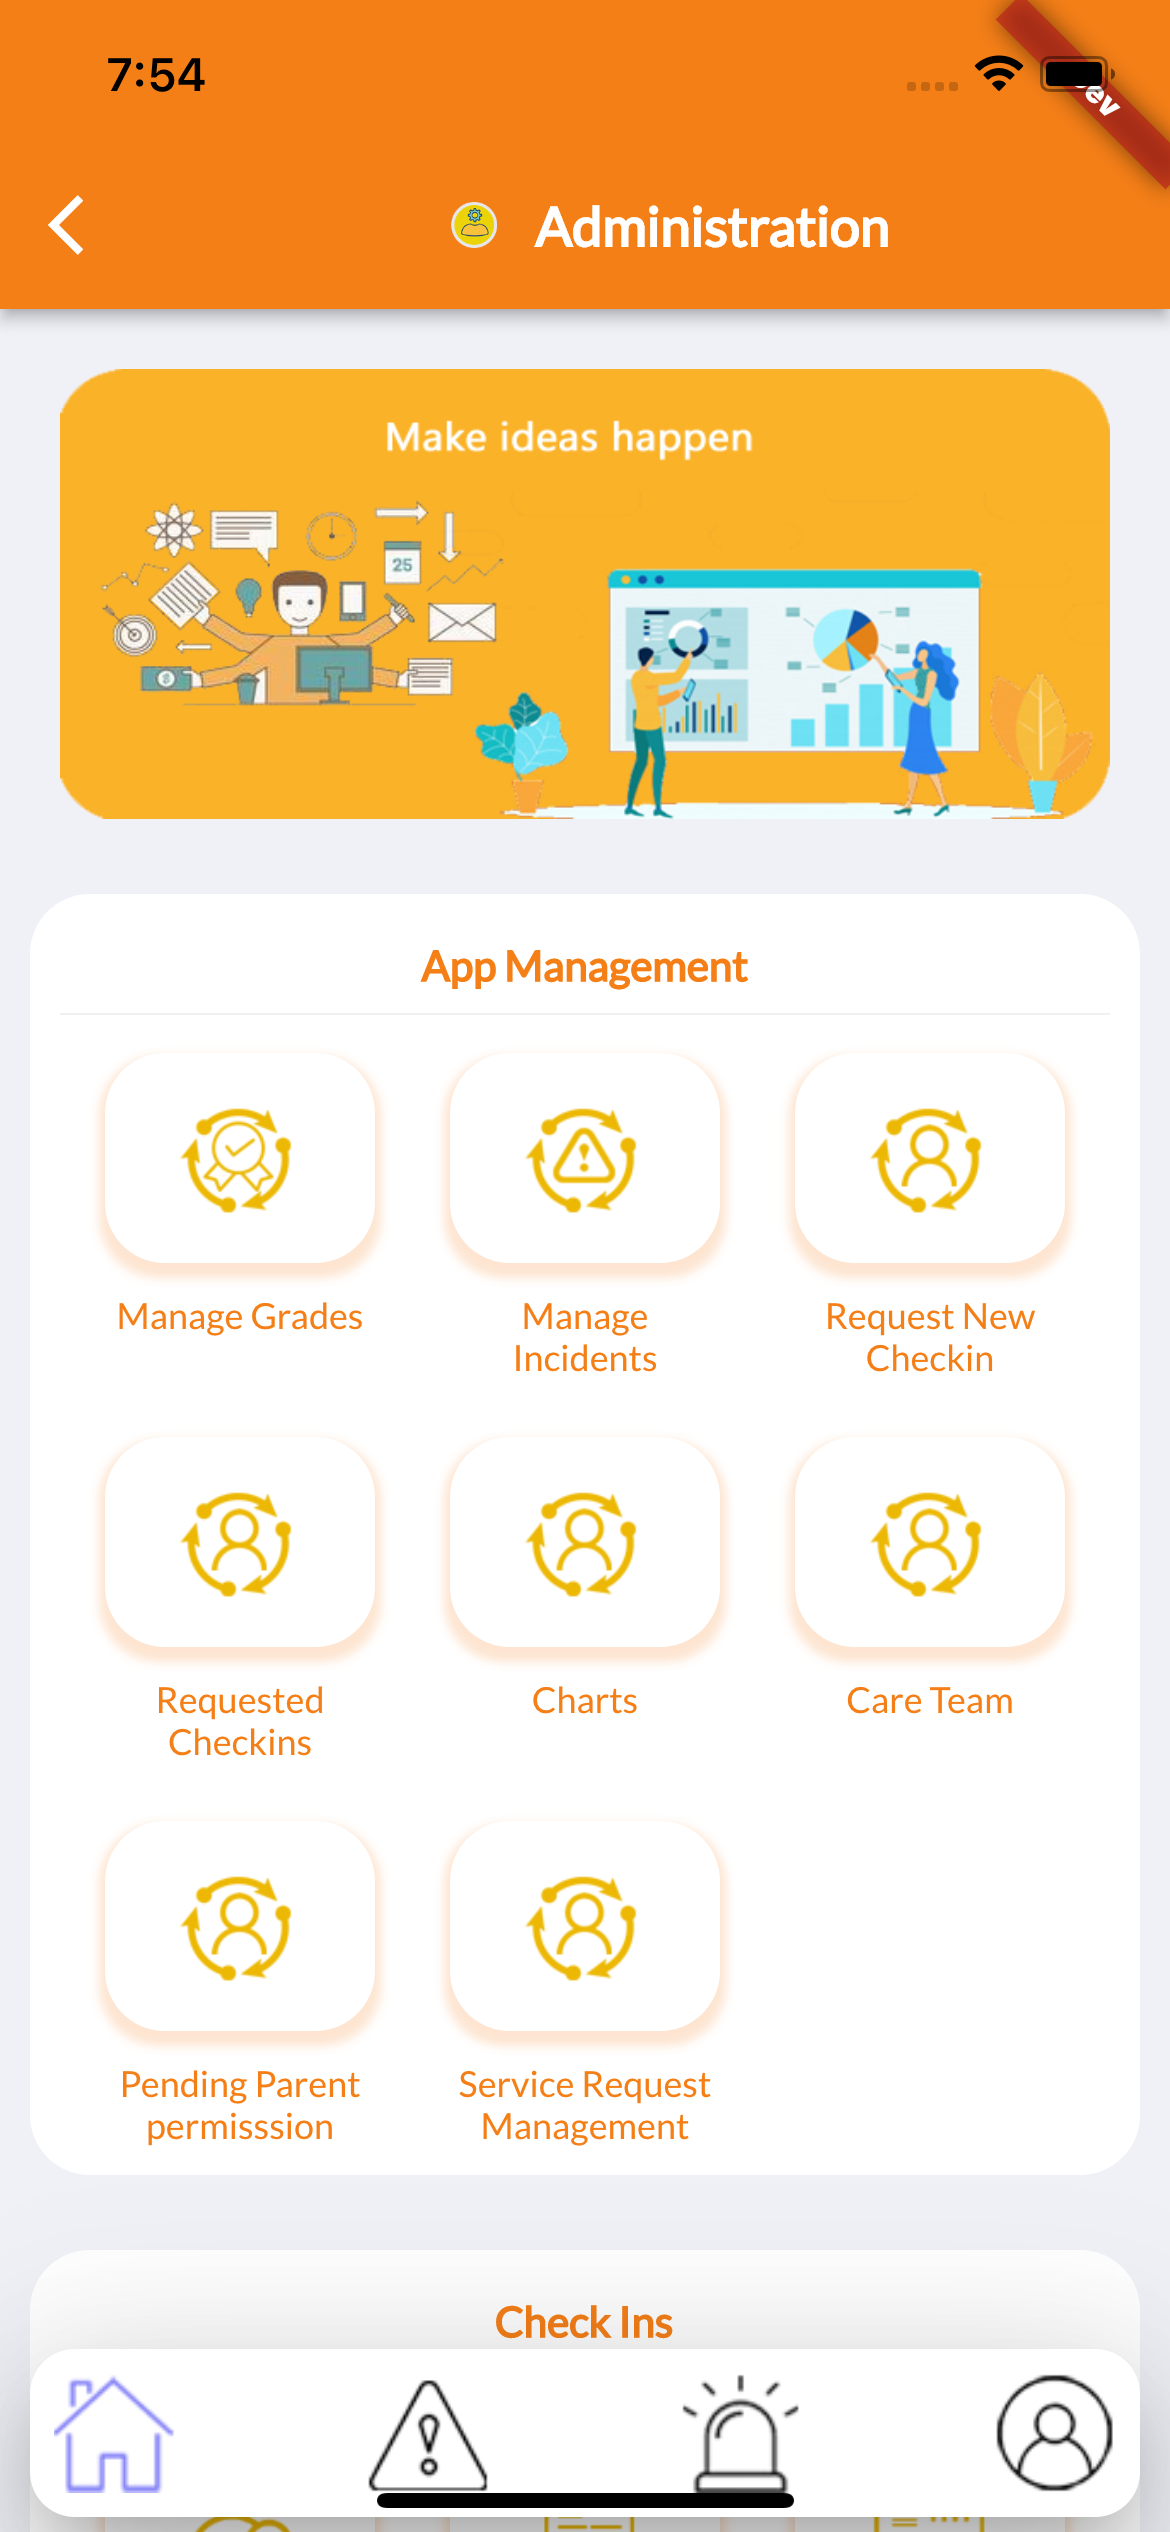 7:54
ev
Administration
Make ideas happen
25
$
App Management
Manage Grades
Manage
Incidents
Request New
Checkin
Requested
Checkins
Charts
Care Team
Pending Parent
permisssion
Service Request
Management
Check Ins